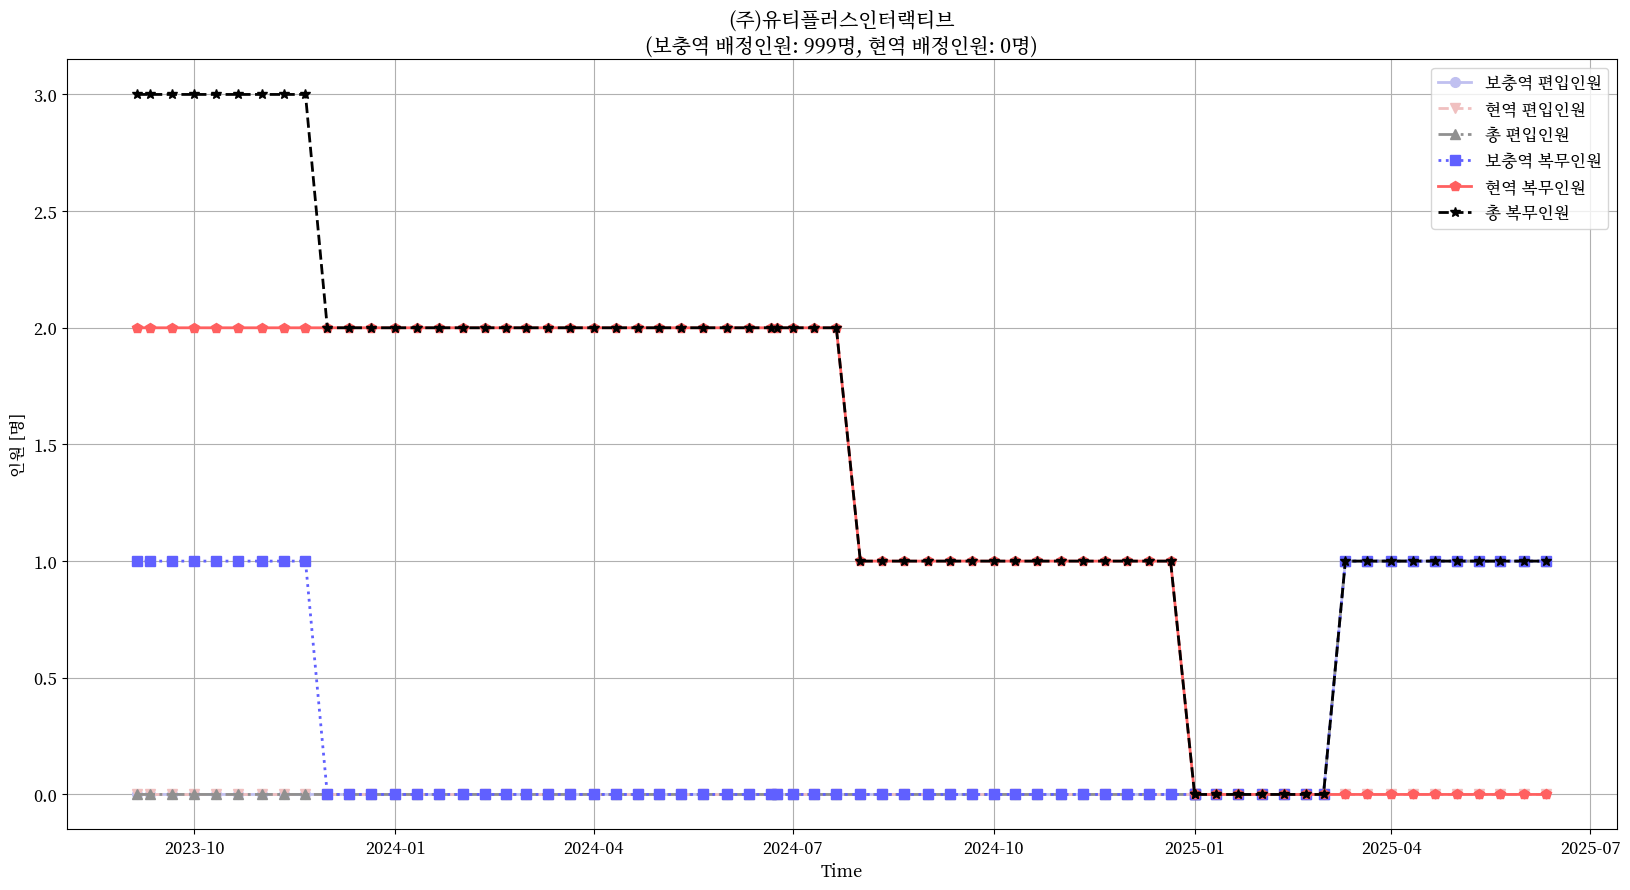 (주)유티플러스인터랙티브
(보충역 배정인원: 999명, 현역 배정인원: 0명)
보충역 편입인원
현역 편입인원
총 편입인원
보충역 복무인원
현역 복무인원
총 복무인원
인원 [명]
3.0
2.5
2.0
1.5
1.0
0.5
0.0
2023-10
2024-01
2024-04
2024-07
2024-10
2025-01
2025-04
2025-07
Time